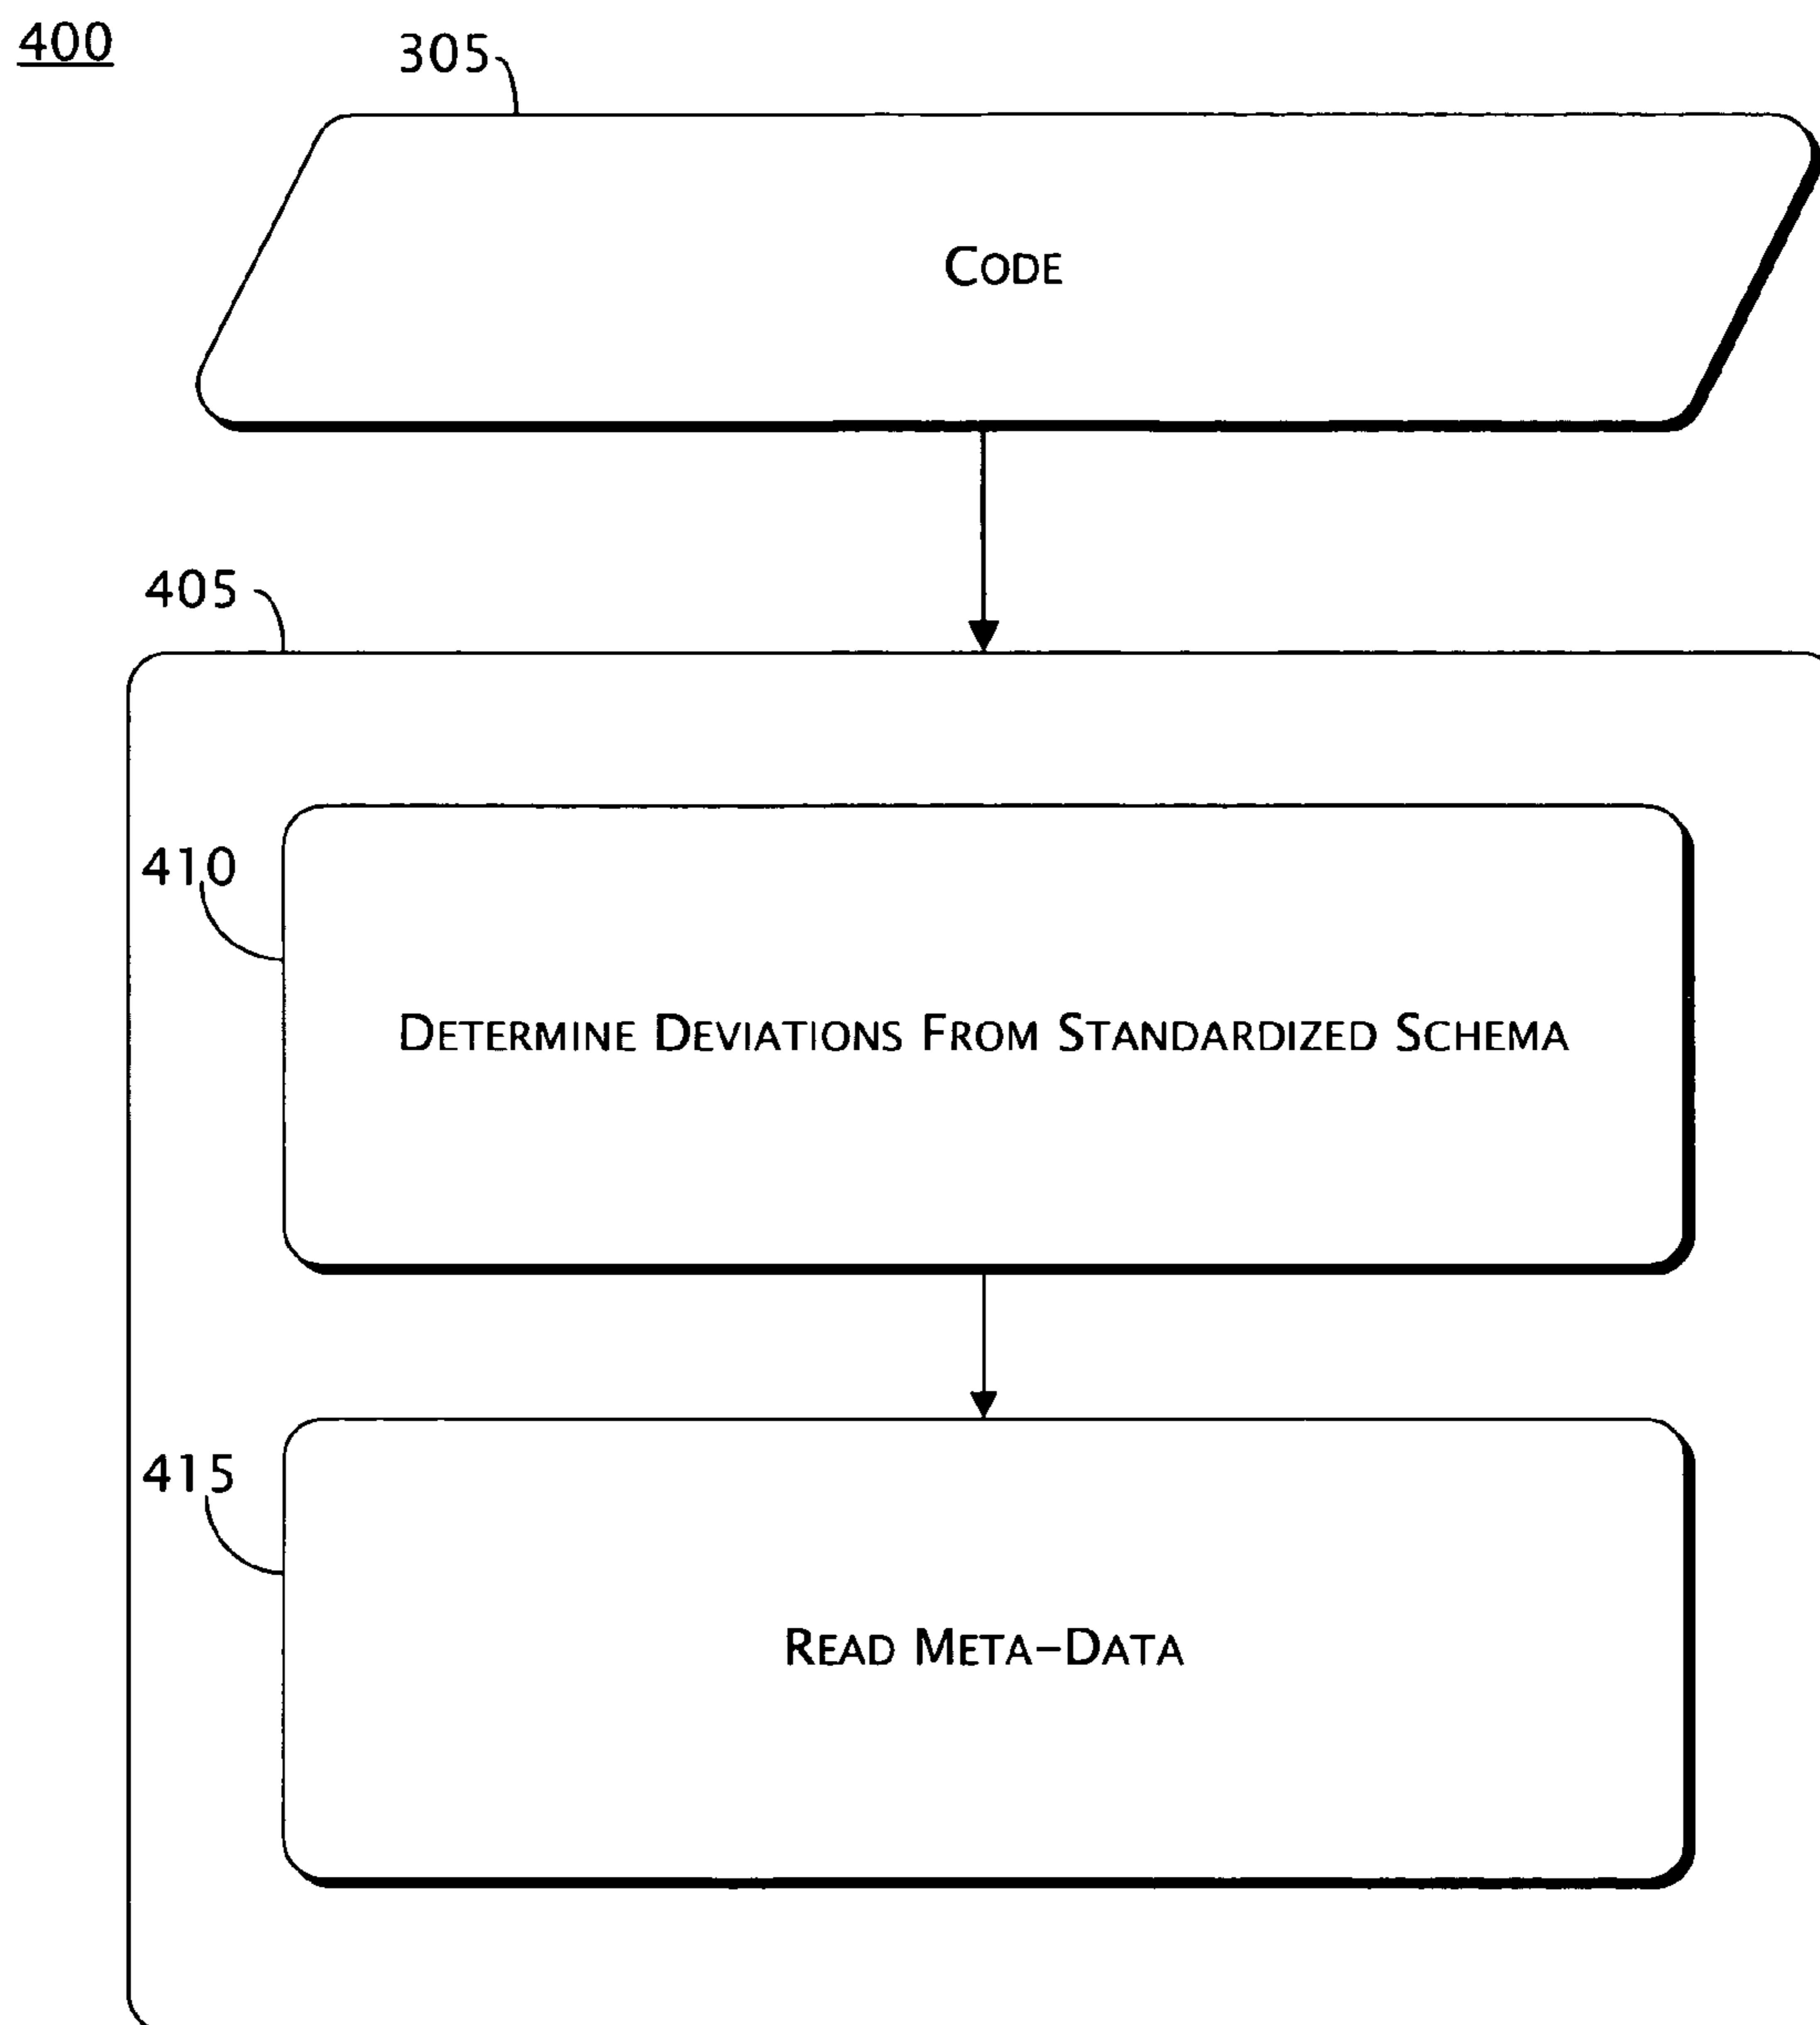 400
305
CODE
405
410
DETERMINE DEVIATIONS FROM STANDARDIZED SCHEMA
415
READ META-DATA